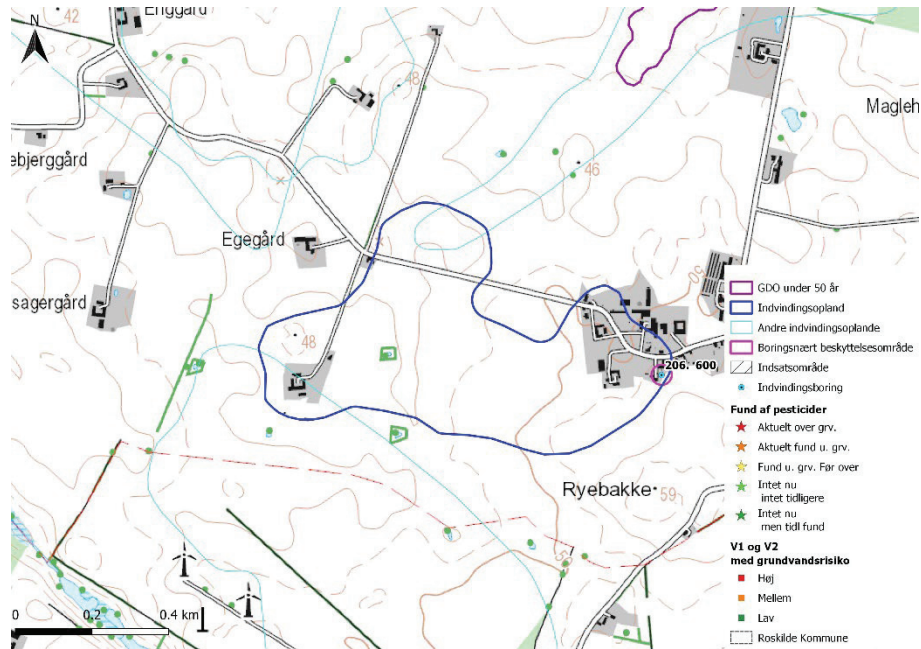 42
Enggård
N
48
Magleh
ebjerggård
46
Egegård
50
sagergård
48
206. '600
Ryebakke
59
50
0 0.2 0.4 km
GDO under 50 år
Indvindingsopland
Andre indvindingsoplande
Boringsnært beskyttelsesområde
Indsatområde
Indvindingsboring
Fund af pesticider
Aktuelt over grv.
Aktuelt fund u. grv.
Fund u. grv. Før over
Intet nu
intet tidligere
Intet nu
men tidl fund
V1 og V2
med grundvandsrisiko
Høj
Mellem
Lav
Roskilde Kommune